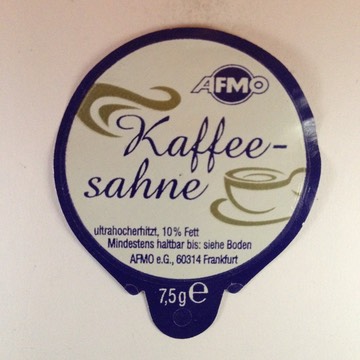 AFMO
Kaffee-
sahne
ultrahocherhitzt, 10% Fett
Mindestens haltbar bis: siehe Boden
AFMO e.G., 60314 Frankfurt
7,5g℮